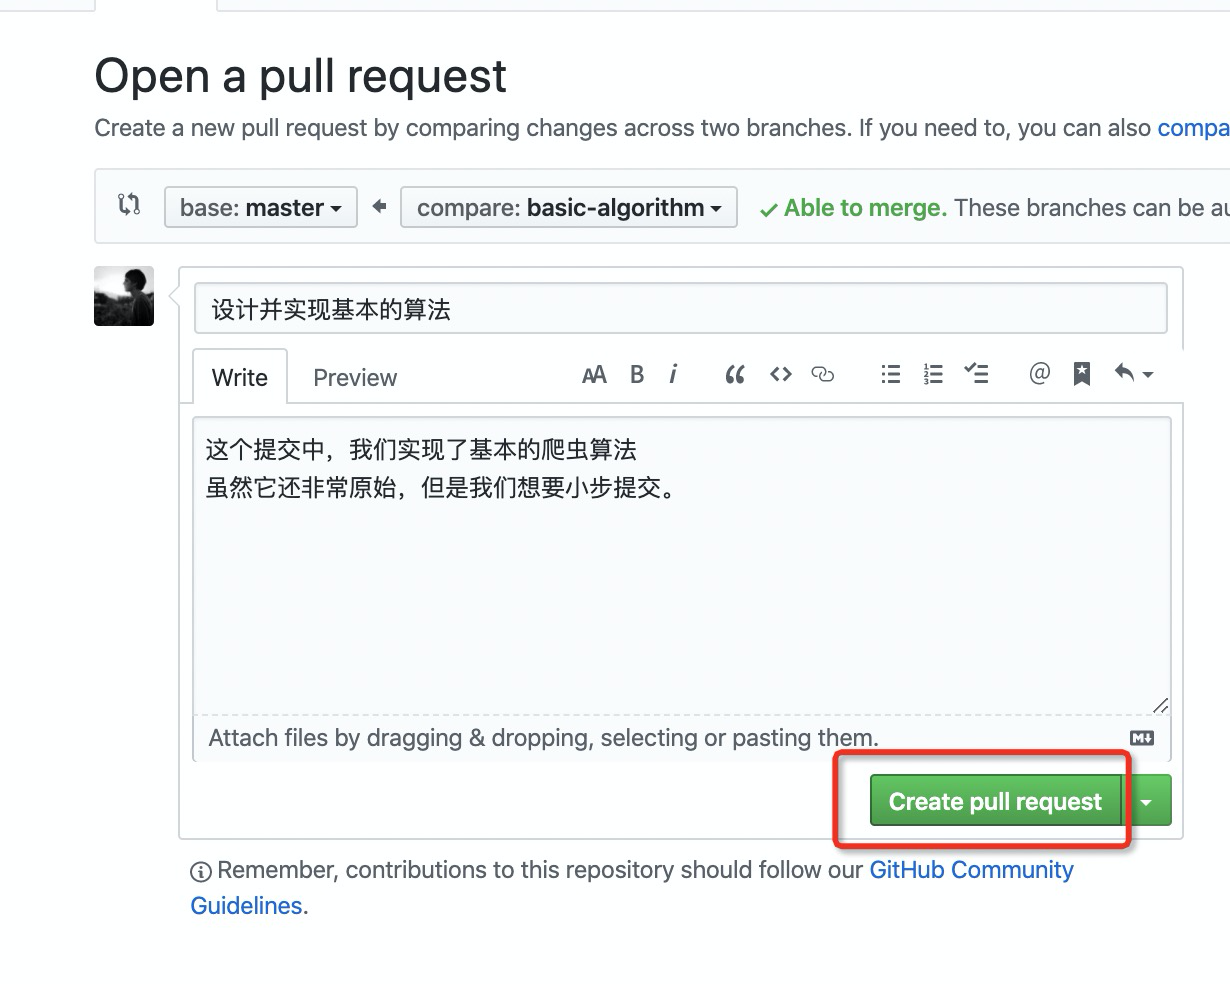 Open a pull request
Create a new pull request by comparing changes across two branches. If you need to, you can also
base: master compare: basic-algorithm Able to merge. These branches can be
设计并实现基本的算法
Write Preview AA B i @
这个提交中，我们实现了基本的爬虫算法
虽然它还非常原始，但是我们想要小步提交。
Attach files by dragging & dropping, selecting or pasting them. M
Create pull request
Remember, contributions to this repository should follow our GitHub Community
Guidelines.